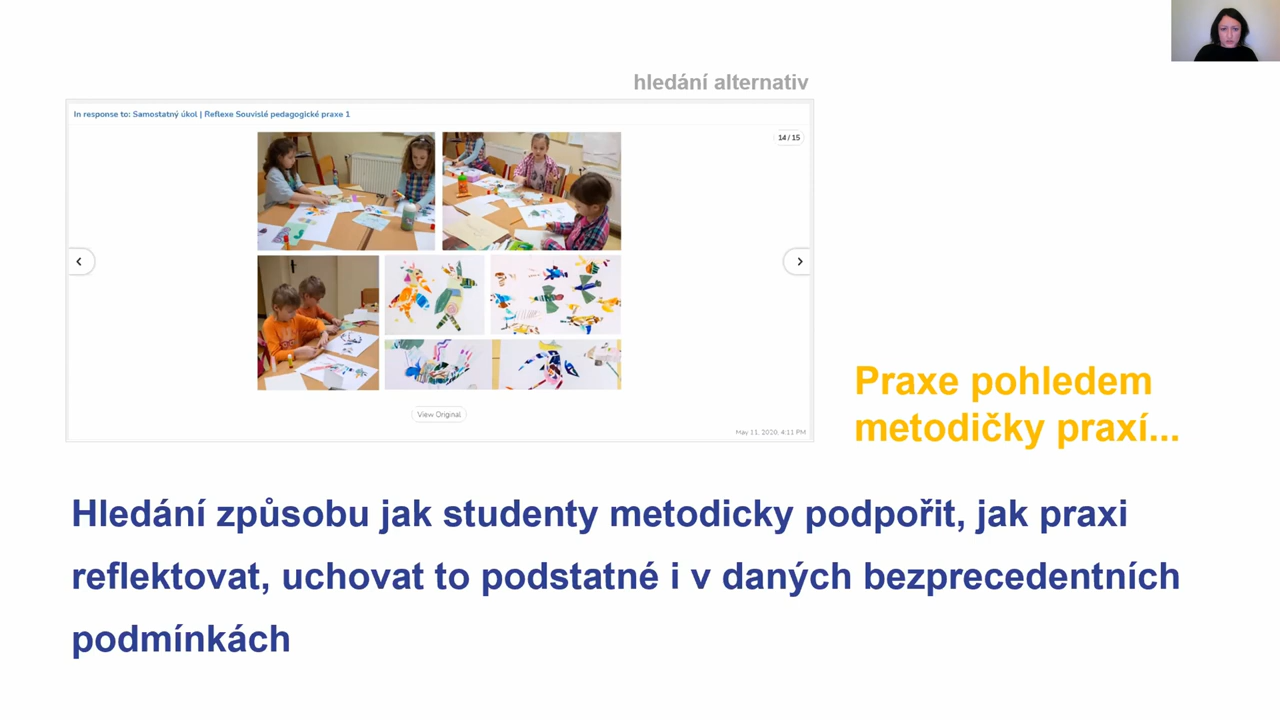 hledání alternativ
In response to: Samostatný úkol | Reflexe Souvislé pedagogické praxe 1
14 / 15
View Original
May 11, 2020, 4:11 PM
Praxe pohledem
metodičky praxí...
Hledání způsobu jak studenty metodicky podpořit, jak praxi
reflektovat, uchovat to podstatné i v daných bezprecedentních
podmínkách